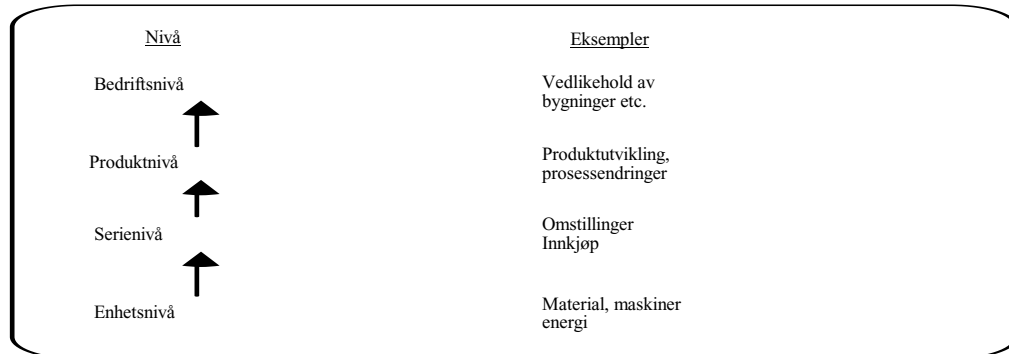 Nivå
Eksempler
Bedriftsnivå
Vedlikehold av
bygninger etc.
Produktnivå
Produktutvikling,
prosessendringer
Serienivå
Omstillinger
Innkjøp
Enhetsnivå
Material, maskiner
energi